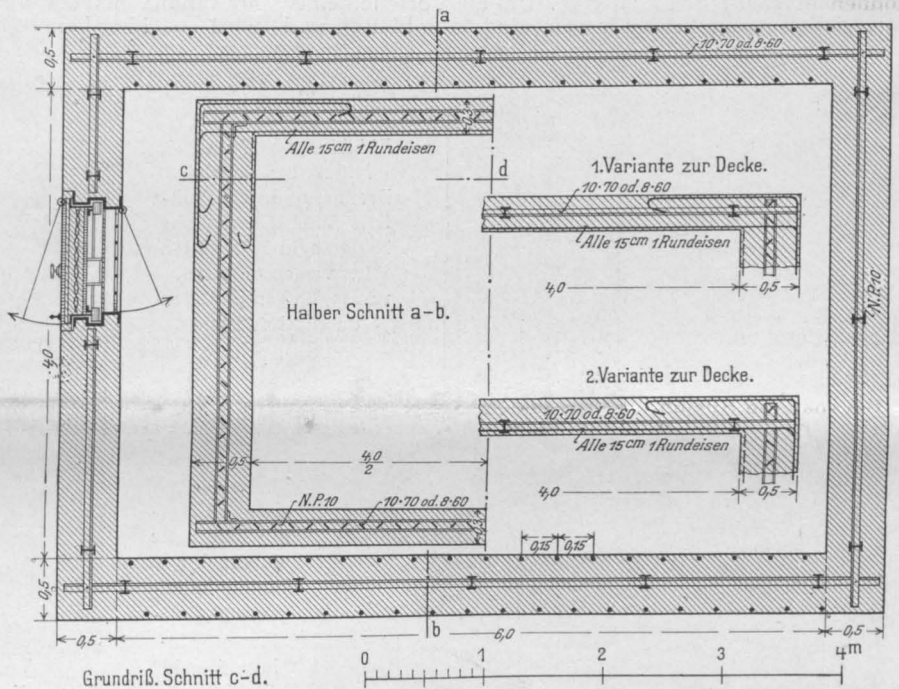 a
10·70 od. 8·60
0,5
0,3
Alle 15cm 1 Rundeisen
c
d
1. Variante zur Decke.
10·70 od. 8·60
Alle 15cm 1 Rundeisen
4,0
0,5
N.P. 10
Halber Schnitt a-b.
4,0
2. Variante zur Decke.
10·70 od. 8·60
Alle 15cm 1 Rundeisen
4,0
0,5
0,5
4,0
2
N.P. 10
10·70 od. 8·60
0,15
0,15
0,5
0,5
b
6,0
0,5
Grundriß. Schnitt c-d.
0
1
2
3
4m